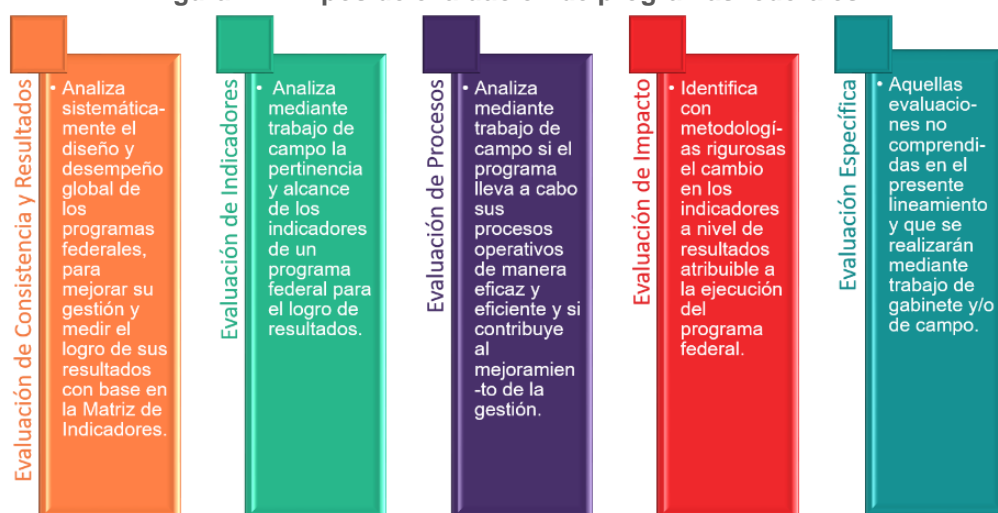 Evaluación de Consistencia y Resultados
• Analiza
sistemática-
mente el
diseño y
desempeño
global de
los
programas
federales,
para
mejorar su
gestión y
medir el
logro de sus
resultados
con base en
la Matriz de
Indicadores.
Evaluación de Indicadores
• Analiza
mediante
trabajo de
campo la
pertinencia
y alcance
de los
indicadores
de un
programa
federal para
el logro de
resultados.
Evaluación de Procesos
• Analiza
mediante
trabajo de
campo si el
programa
lleva a cabo
sus
procesos
operativos
de manera
eficaz y
eficiente y si
contribuye
al
mejoramien
-to de la
gestión.
Evaluación de Impacto
• Identifica
con
metodologí-
as rigurosas
el cambio
en los
indicadores
a nivel de
resultados
atribuible a
la ejecución
del
programa
federal.
Evaluación Específica
• Aquellas
evaluacio-
nes no
comprendi-
das en el
presente
lineamiento
y que se
realizarán
mediante
trabajo de
gabinete y/o
de campo.